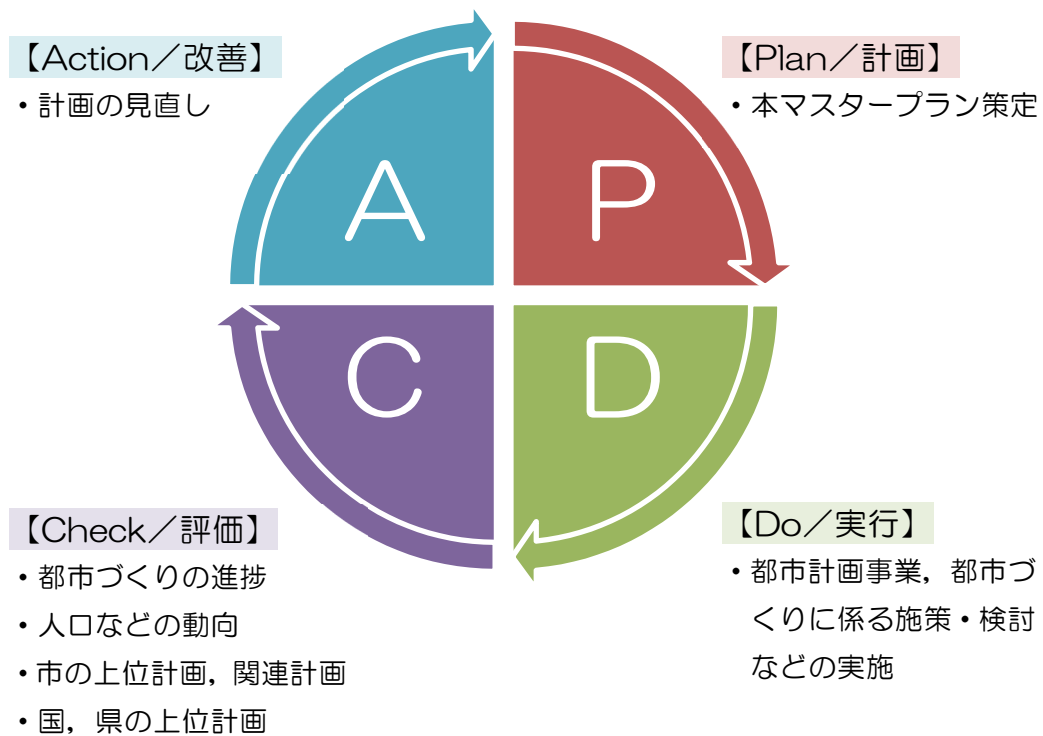 【Action／改善】
・計画の見直し
【Plan／計画】
・本マスタープラン策定
A
P
C
D
【Check／評価】
・都市づくりの進捗
・人口などの動向
・市の上位計画，関連計画
・国，県の上位計画
【Do／実行】
・都市計画事業，都市づ
くりに係る施策・検討
などの実施